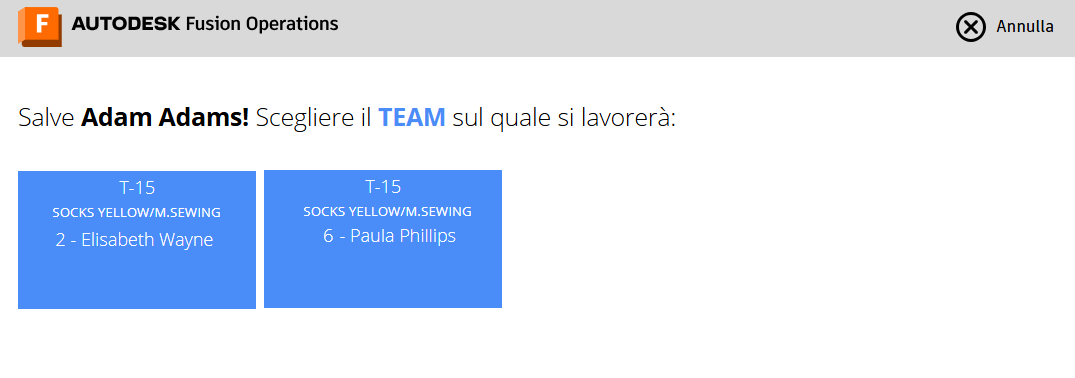 F AUTODESK Fusion Operations
Annulla
Salve Adam Adams! Scegliere il TEAM sul quale si lavorerà:
T-15
SOCKS YELLOW/M.SEWING
2 - Elisabeth Wayne
T-15
SOCKS YELLOW/M.SEWING
6 - Paula Phillips